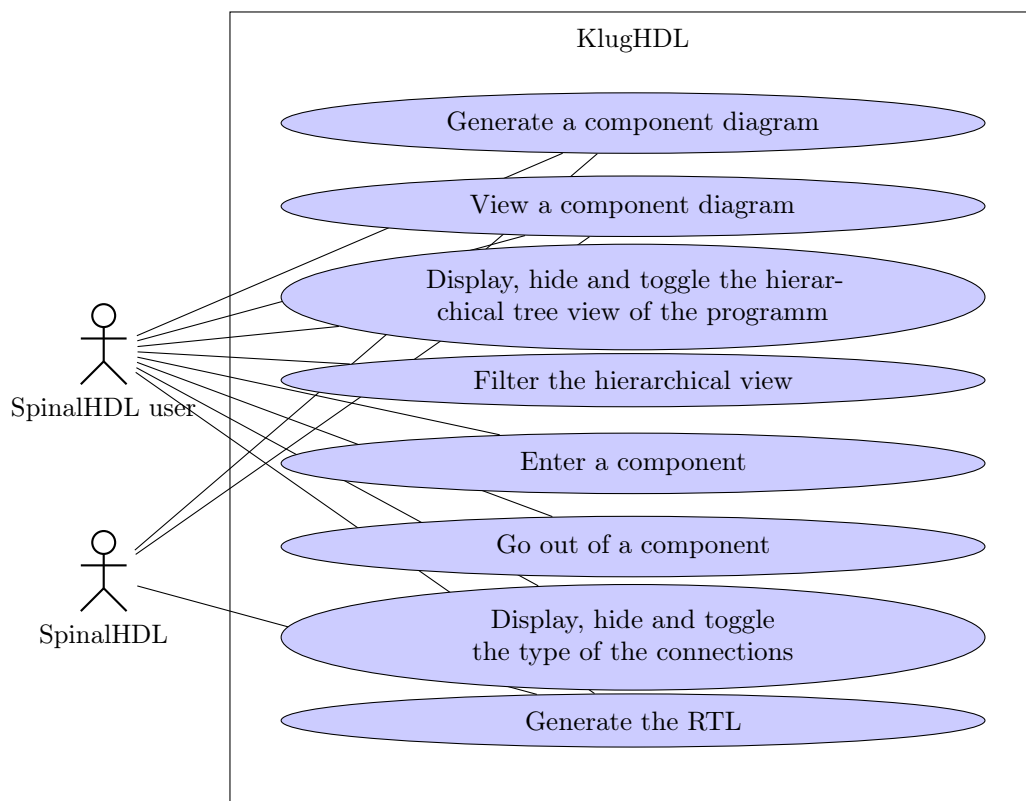 KlugHDL
Generate a component diagram
View a component diagram
Display, hide and toggle the hierar-
chical tree view of the programm
Filter the hierarchical view
SpinalHDL user
Enter a component
Go out of a component
Display, hide and toggle
the type of the connections
SpinalHDL
Generate the RTL